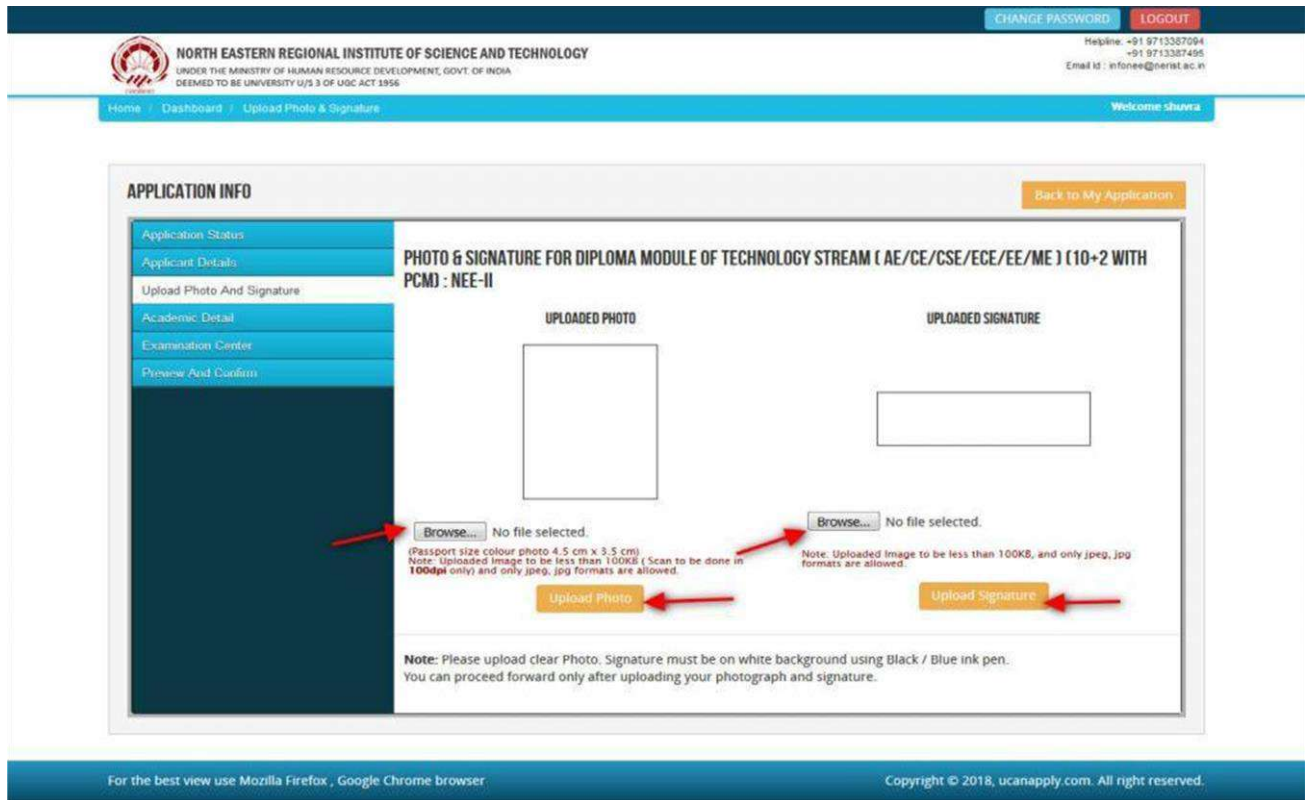 CHANGE PASSWORD LOGOUT
NORTH EASTERN REGIONAL INSTITUTE OF SCIENCE AND TECHNOLOGY
UNDER THE MINISTRY OF HUMAN RESOURCE DEVELOPMENT, GOVT. OF INDIA
DEEMED TO BE UNIVERSITY U/S 3 OF UGC ACT 1956
Helpline: +91 9713387094
+91 9713387495
Email Id : infonee@nerist.ac.in
Home / Dashboard / Upload Photo & Signature
Welcome shuvra
APPLICATION INFO
Back to My Application
Application Status
Applicant Details
Upload Photo And Signature
Academic Detail
Examination Center
Preview And Confirm
PHOTO & SIGNATURE FOR DIPLOMA MODULE OF TECHNOLOGY STREAM ( AE/CE/CSE/ECE/EE/ME ) (10+2 WITH
PCM) : NEE-II
UPLOADED PHOTO
Browse... No file selected.
(Passport size colour photo 4.5 cm x 3.5 cm)
Note: Uploaded Image to be less than 100KB ( Scan to be done in
100dpi only) and only jpeg, jpg formats are allowed.
Upload Photo
UPLOADED SIGNATURE
Browse... No file selected.
Note: Uploaded Image to be less than 100KB, and only jpeg, jpg
formats are allowed.
Upload Signature
Note: Please upload clear Photo. Signature must be on white background using Black / Blue ink pen.
You can proceed forward only after uploading your photograph and signature.
For the best view use Mozilla Firefox , Google Chrome browser
Copyright © 2018, ucanapply.com. All right reserved.